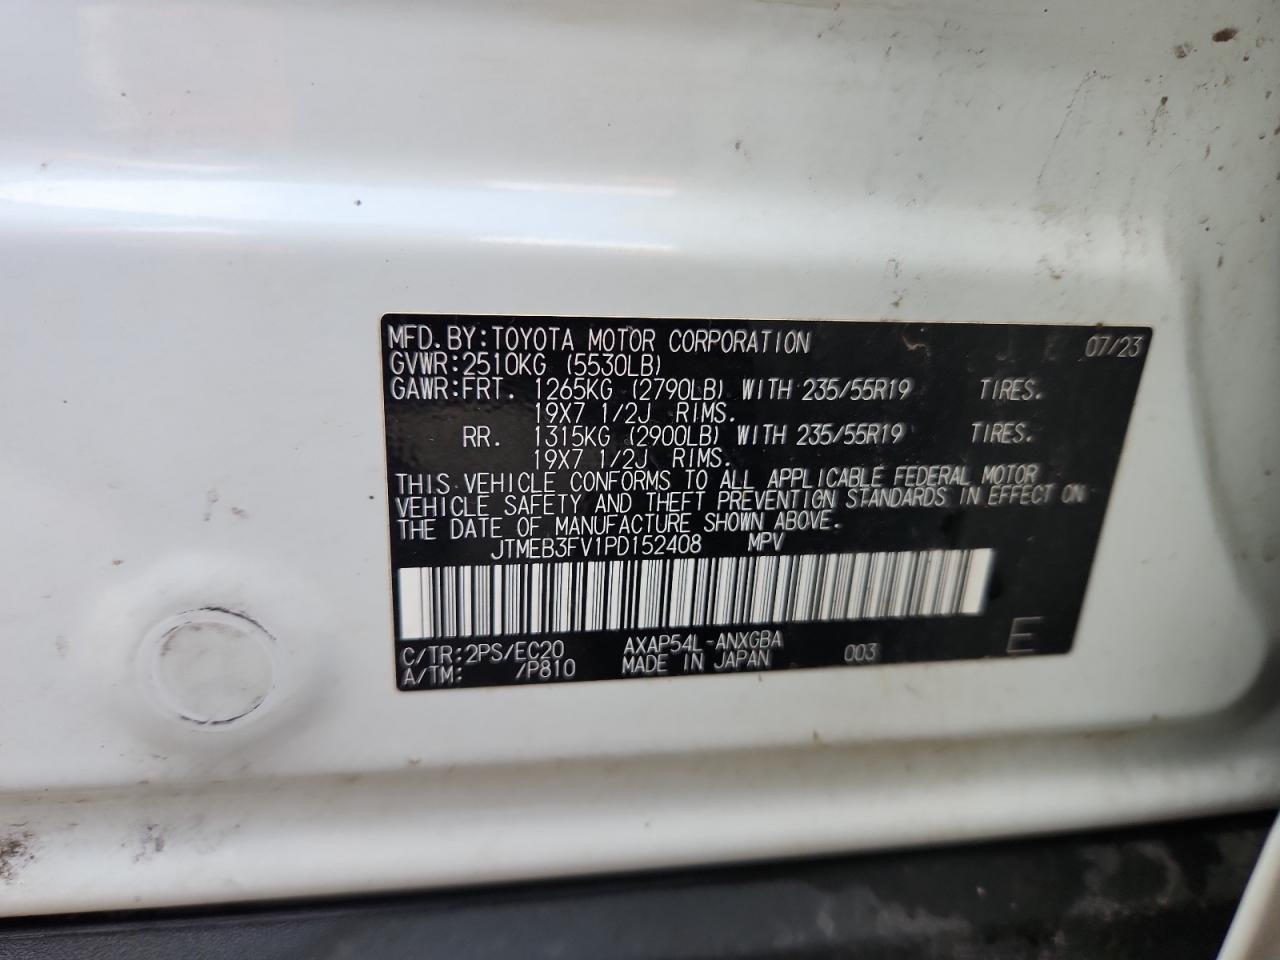 MFD.BY:TOYOTA MOTOR CORPORATION 07/23
GVWR:2510KG (5530LB)
GAWR:FRT. 1265KG (2790LB) WITH 235/55R19 TIRES.
19X7 1/2J RIMS.
RR. 1315KG (2900LB) WITH 235/55R19 TIRES.
19X7 1/2J RIMS.
THIS VEHICLE CONFORMS TO ALL APPLICABLE FEDERAL MOTOR
VEHICLE SAFETY AND THEFT PREVENTION STANDARDS IN EFFECT ON
THE DATE OF MANUFACTURE SHOWN ABOVE.
JTMEB3FV1PD152408 MPV
C/TR:2PS/EC20 AXAP54L-ANXGBA 003 E
A/TM: /P810 MADE IN JAPAN